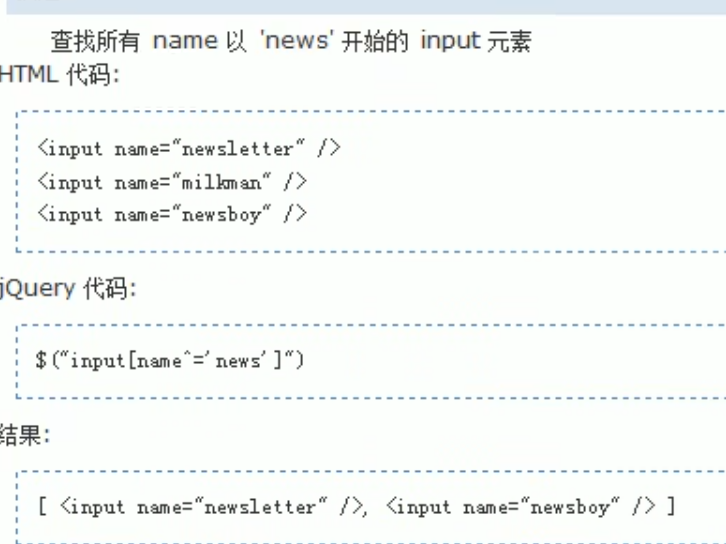 查找所有 name 以 'news' 开始的 input 元素
HTML 代码:
<input name="newsletter" />
<input name="milkman" />
<input name="newsboy" />
jQuery 代码:
$("input[name^='news']")
结果:
[ <input name="newsletter" />, <input name="newsboy" /> ]